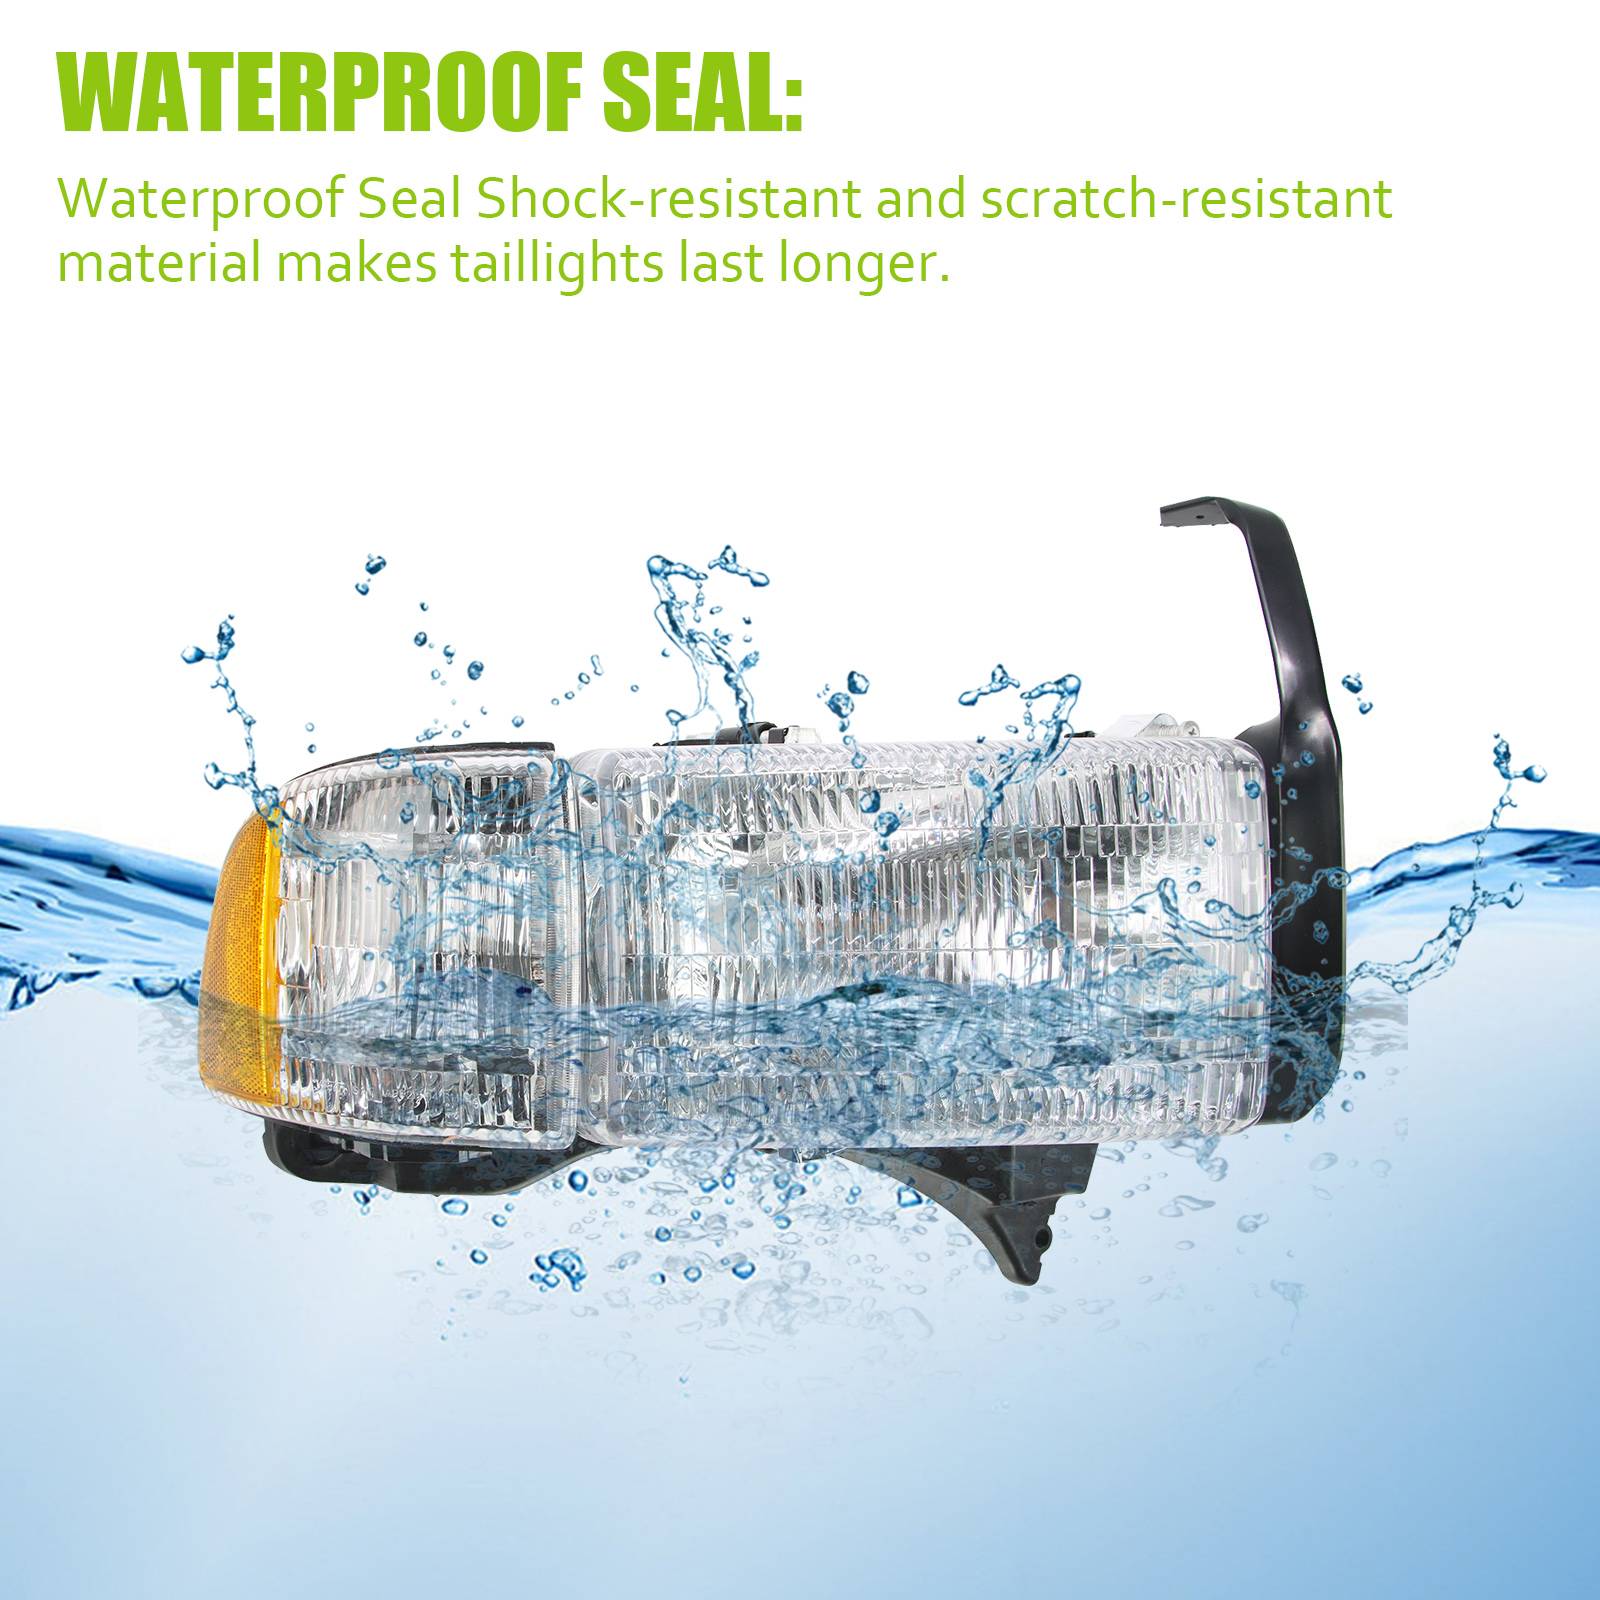 WATERPROOF SEAL:
Waterproof Seal Shock-resistant and scratch-resistant
material makes taillights last longer.